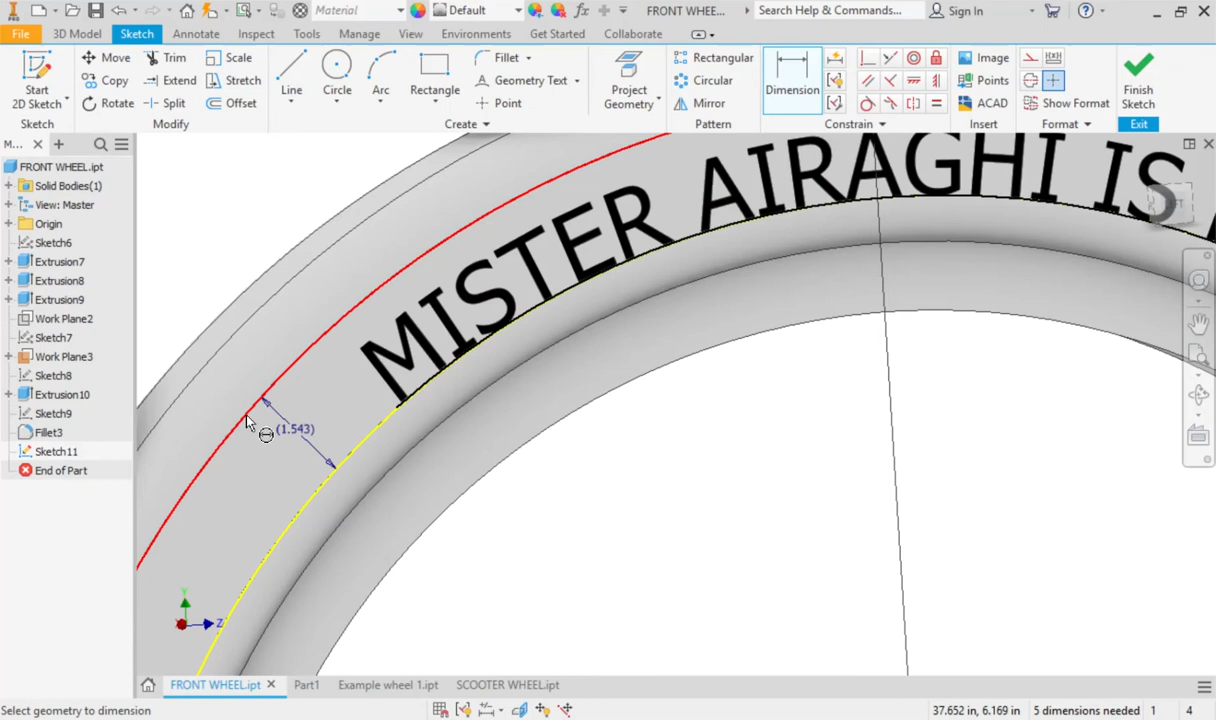 PRO
Material
Default
FRONT WHEE...
Search Help & Commands...
Sign In
File
3D Model
Sketch
Annotate
Inspect
Tools
Manage
View
Environments
Get Started
Collaborate
Start
2D Sketch
Sketch
Move
Copy
Rotate
Trim
Extend
Split
Scale
Stretch
Offset
Modify
Line
Circle
Arc
Rectangle
Fillet
Geometry Text
Point
Create
Project
Geometry
Rectangular
Circular
Mirror
Pattern
Dimension
Constrain
Image
Points
ACAD
Insert
Show Format
Format
Finish
Sketch
Exit
M...
FRONT WHEEL.ipt
Solid Bodies(1)
View: Master
Origin
Sketch6
Extrusion7
Extrusion8
Extrusion9
Work Plane2
Sketch7
Work Plane3
Sketch8
Extrusion10
Sketch9
Fillet3
Sketch11
End of Part
MISTER AIRAGHI IS
(1.543)
Y
Z
FRONT WHEEL.ipt
Part1
Example wheel 1.ipt
SCOOTER WHEEL.ipt
Select geometry to dimension
37.652 in, 6.169 in
5 dimensions needed
1
4